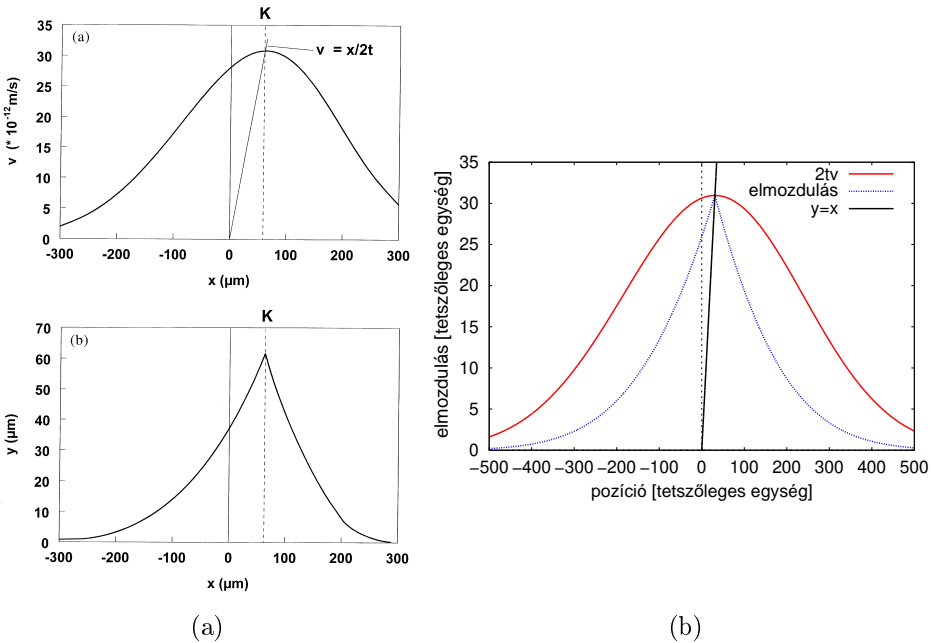 K
(a)
v = x/2t
35
30
25
20
15
10
5
0
v (* 10⁻¹² m/s)
-300 -200 -100 0 100 200 300
x (µm)
K
(b)
70
60
50
40
30
20
10
0
y (µm)
-300 -200 -100 0 100 200 300
x (µm)
(a)
35
30
25
20
15
10
5
0
elmozdulás [tetszőleges egység]
2tv
elmozdulás
y=x
−500 −400 −300 −200 −100 0 100 200 300 400 500
pozíció [tetszőleges egység]
(b)